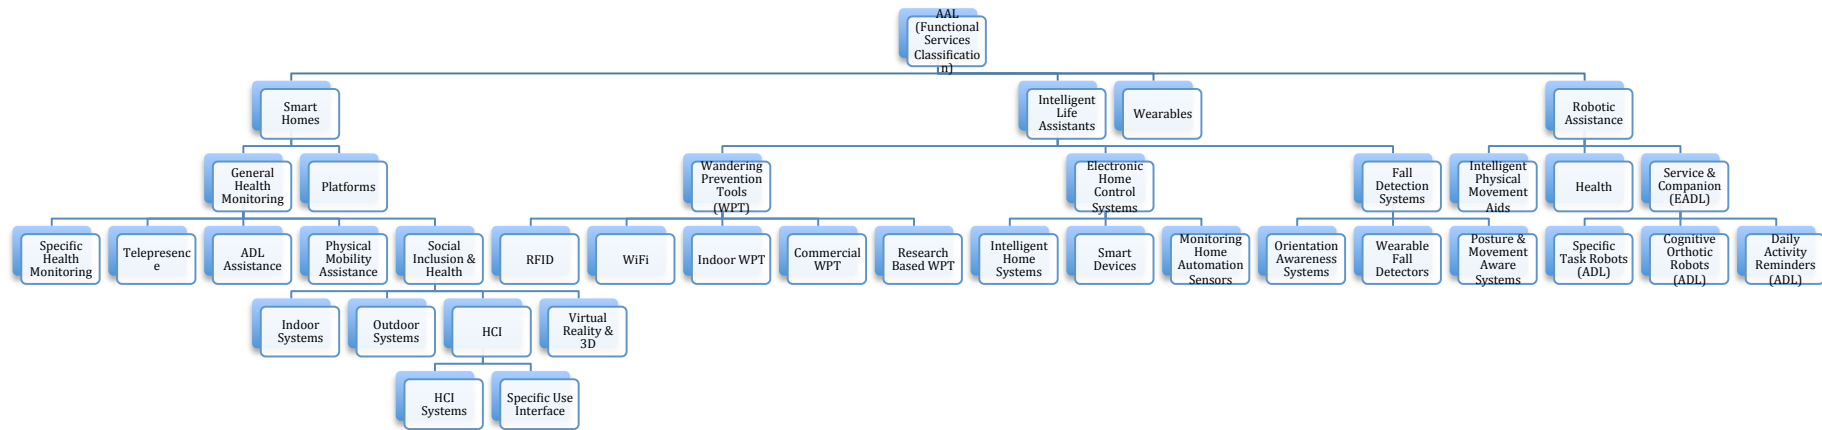 AAL
(Functional
Services
Classificatio
n)
Smart
Homes
Intelligent
Life
Assistants
Wearables
Robotic
Assistance
General
Health
Monitoring
Platforms
Wandering
Prevention
Tools
(WPT)
Electronic
Home
Control
Systems
Fall
Detection
Systems
Intelligent
Physical
Movement
Aids
Health
Service &
Companion
(EADL)
Specific
Health
Monitoring
Telepresenc
e
ADL
Assistance
Physical
Mobility
Assistance
Social
Inclusion &
Health
RFID
WiFi
Indoor WPT
Commercial
WPT
Research
Based WPT
Intelligent
Home
Systems
Smart
Devices
Monitoring
Home
Automation
Sensors
Orientation
Awareness
Systems
Wearable
Fall
Detectors
Posture &
Movement
Aware
Systems
Specific
Task Robots
(ADL)
Cognitive
Orthotic
Robots
(ADL)
Daily
Activity
Reminders
(ADL)
Indoor
Systems
Outdoor
Systems
HCI
Virtual
Reality &
3D
HCI
Systems
Specific Use
Interface